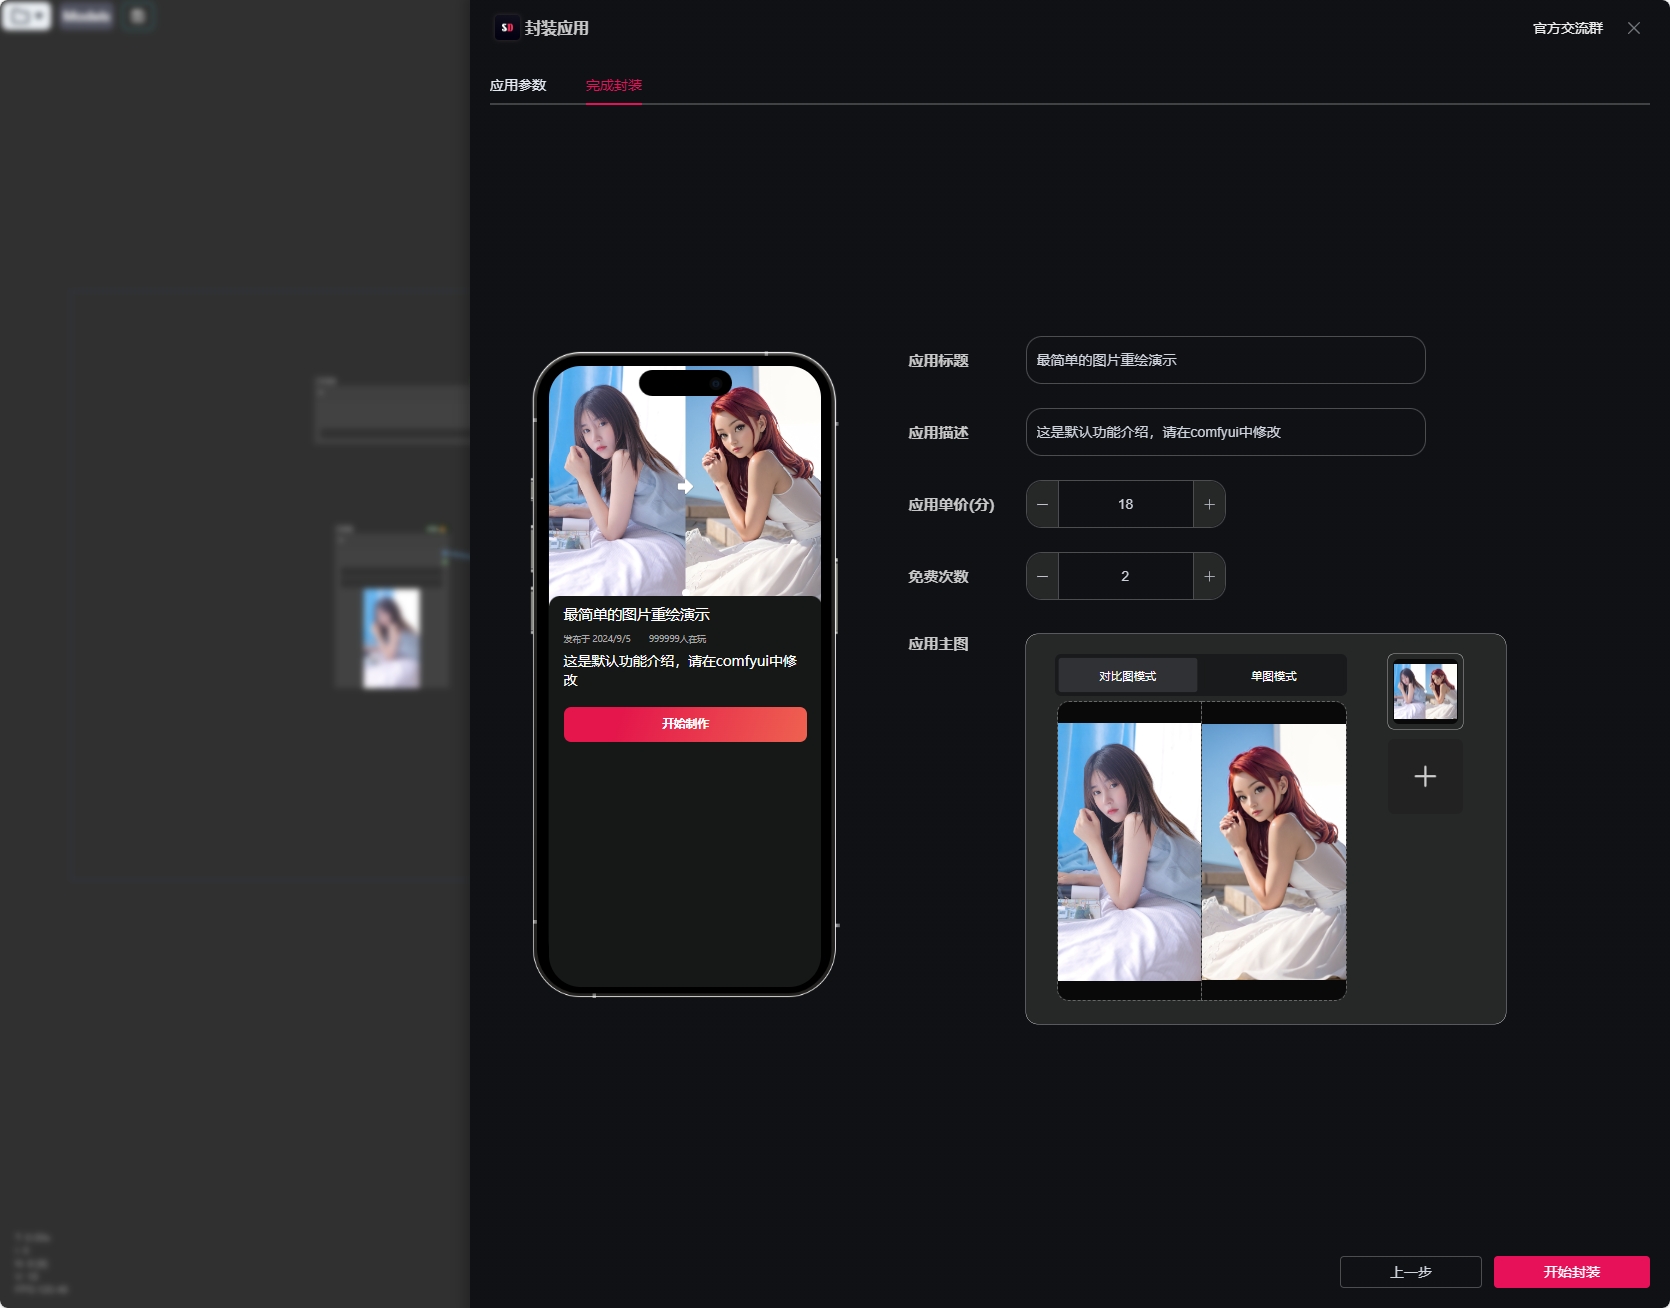 Models
SD 封装应用
官方交流群
应用参数
完成封装
最简单的图片重绘演示
发布于 2024/9/5 999999人在玩
这是默认功能介绍，请在comfyui中修
改
开始制作
应用标题
最简单的图片重绘演示
应用描述
这是默认功能介绍，请在comfyui中修改
应用单价(分)
18
免费次数
2
应用主图
对比图模式
单图模式
上一步
开始封装